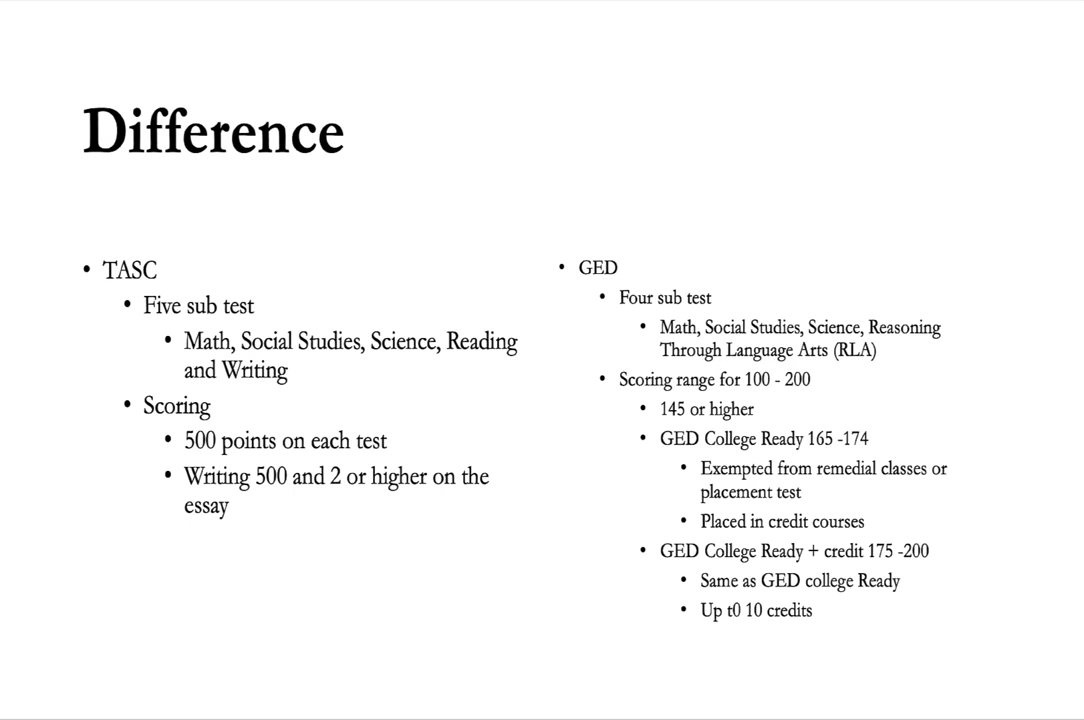 Difference
• TASC
• Five sub test
• Math, Social Studies, Science, Reading
and Writing
• Scoring
• 500 points on each test
• Writing 500 and 2 or higher on the
essay
• GED
• Four sub test
• Math, Social Studies, Science, Reasoning
Through Language Arts (RLA)
• Scoring range for 100 - 200
• 145 or higher
• GED College Ready 165 -174
• Exempted from remedial classes or
placement test
• Placed in credit courses
• GED College Ready + credit 175 -200
• Same as GED college Ready
• Up t0 10 credits